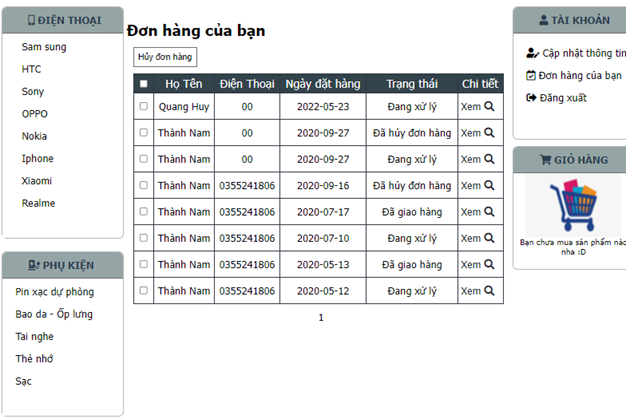 ĐIỆN THOẠI
Sam sung
HTC
Sony
OPPO
Nokia
Iphone
Xiaomi
Realme
PHỤ KIỆN
Pin xạc dự phòng
Bao da - Ốp lưng
Tai nghe
Thẻ nhớ
Sạc
Đơn hàng của bạn
Hủy đơn hàng
Họ Tên Điện Thoại Ngày đặt hàng Trạng thái Chi tiết
Quang Huy 00 2022-05-23 Đang xử lý Xem
Thành Nam 00 2020-09-27 Đã hủy đơn hàng Xem
Thành Nam 00 2020-09-27 Đang xử lý Xem
Thành Nam 0355241806 2020-09-16 Đã hủy đơn hàng Xem
Thành Nam 0355241806 2020-07-17 Đã giao hàng Xem
Thành Nam 0355241806 2020-07-10 Đang xử lý Xem
Thành Nam 0355241806 2020-05-13 Đã giao hàng Xem
Thành Nam 0355241806 2020-05-12 Đang xử lý Xem
1
TÀI KHOẢN
Cập nhật thông tin
Đơn hàng của bạn
Đăng xuất
GIỎ HÀNG
Bạn chưa mua sản phẩm nào
nha :D